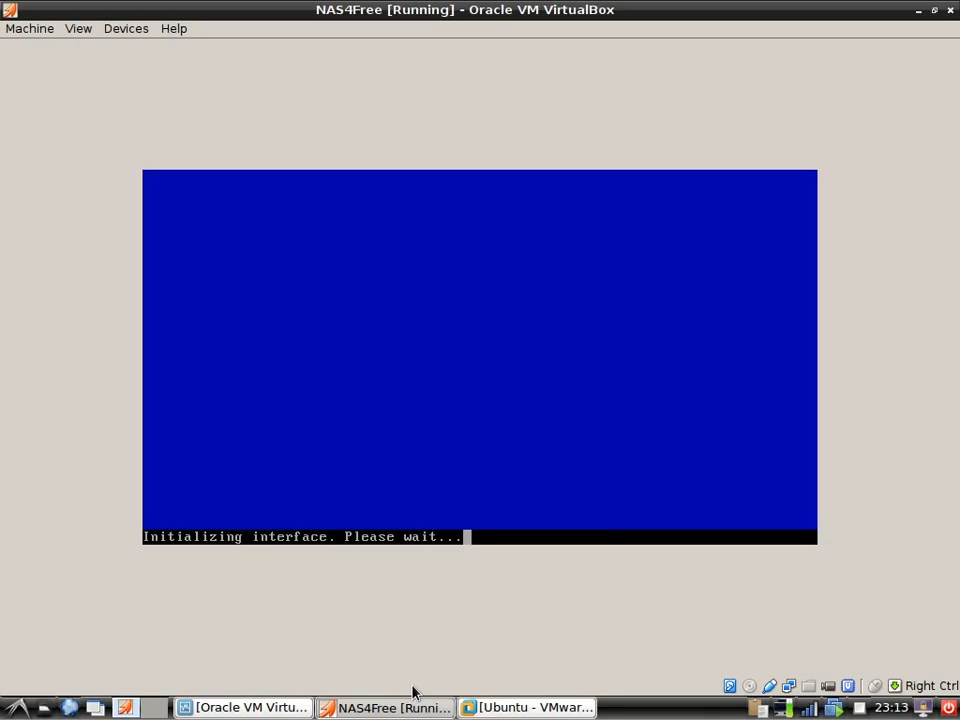 NAS4Free [Running] - Oracle VM VirtualBox
Machine View Devices Help
Initializing interface. Please wait...
Right Ctrl
[Oracle VM Virtu... NAS4Free [Runni... [Ubuntu - VMwar... 23:13